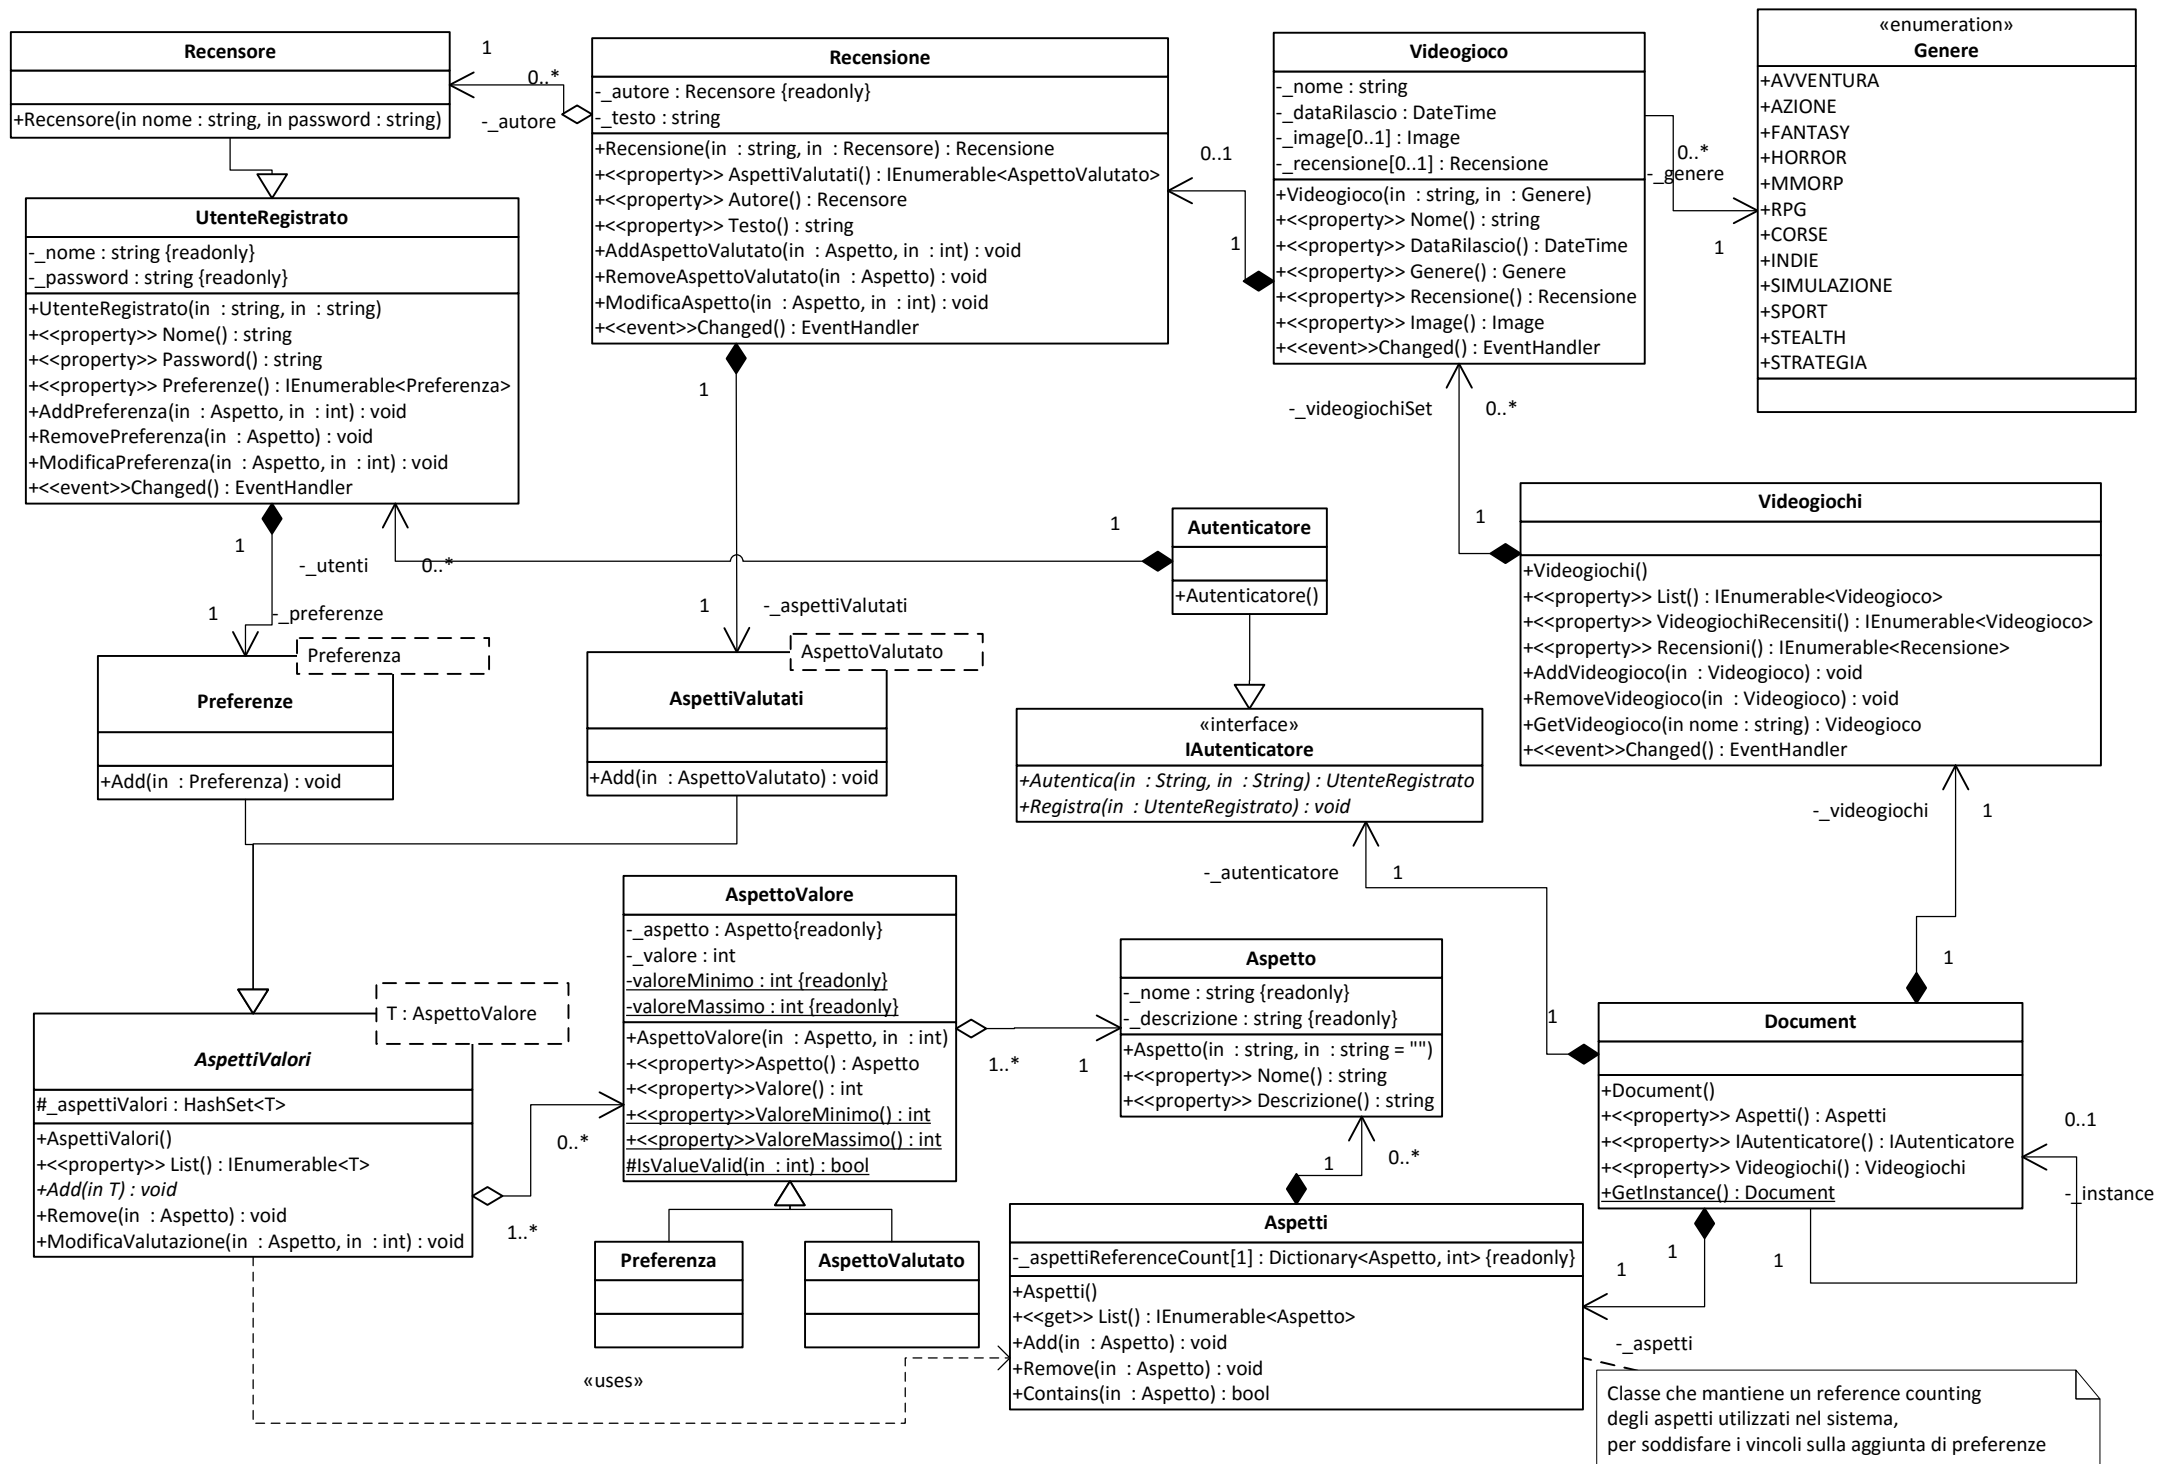 Recensore
+Recensore(in nome : string, in password : string)
1
0..*
-_autore
Recensione
-_autore : Recensore {readonly}
-_testo : string
+Recensione(in  : string, in  : Recensore) : Recensione
+<<property>> AspettiValutati() : IEnumerable<AspettoValutato>
+<<property>> Autore() : Recensore
+<<property>> Testo() : string
+AddAspettoValutato(in  : Aspetto, in  : int) : void
+RemoveAspettoValutato(in  : Aspetto) : void
+ModificaAspetto(in  : Aspetto, in  : int) : void
+<<event>>Changed() : EventHandler
0..1
1
Videogioco
-_nome : string
-_dataRilascio : DateTime
-_image[0..1] : Image
-_recensione[0..1] : Recensione
+Videogioco(in  : string, in  : Genere)
+<<property>> Nome() : string
+<<property>> DataRilascio() : DateTime
+<<property>> Genere() : Genere
+<<property>> Recensione() : Recensione
+<<property>> Image() : Image
+<<event>>Changed() : EventHandler
0..*
-_genere
1
«enumeration»
Genere
+AVVENTURA
+AZIONE
+FANTASY
+HORROR
+MMORP
+RPG
+CORSE
+INDIE
+SIMULAZIONE
+SPORT
+STEALTH
+STRATEGIA
UtenteRegistrato
-_nome : string {readonly}
-_password : string {readonly}
+UtenteRegistrato(in  : string, in  : string)
+<<property>> Nome() : string
+<<property>> Password() : string
+<<property>> Preferenze() : IEnumerable<Preferenza>
+AddPreferenza(in  : Aspetto, in  : int) : void
+RemovePreferenza(in  : Aspetto) : void
+ModificaPreferenza(in  : Aspetto, in  : int) : void
+<<event>>Changed() : EventHandler
1
-_utenti
0..*
1
1
-_preferenze
1
1
-_aspettiValutati
-_videogiochiSet
0..*
1
Autenticatore
+Autenticatore()
Videogiochi
+Videogiochi()
+<<property>> List() : IEnumerable<Videogioco>
+<<property>> VideogiochiRecensiti() : IEnumerable<Videogioco>
+<<property>> Recensioni() : IEnumerable<Recensione>
+AddVideogioco(in  : Videogioco) : void
+RemoveVideogioco(in  : Videogioco) : void
+GetVideogioco(in nome : string) : Videogioco
+<<event>>Changed() : EventHandler
Preferenza
Preferenze
+Add(in  : Preferenza) : void
AspettoValutato
AspettiValutati
+Add(in  : AspettoValutato) : void
«interface»
IAutenticatore
+Autentica(in  : String, in  : String) : UtenteRegistrato
+Registra(in  : UtenteRegistrato) : void
-_autenticatore
1
1
-_videogiochi
1
1
T : AspettoValore
AspettiValori
#_aspettiValori : HashSet<T>
+AspettiValori()
+<<property>> List() : IEnumerable<T>
+Add(in T) : void
+Remove(in  : Aspetto) : void
+ModificaValutazione(in  : Aspetto, in  : int) : void
0..*
1..*
AspettoValore
-_aspetto : Aspetto{readonly}
-_valore : int
-valoreMinimo : int {readonly}
-valoreMassimo : int {readonly}
+AspettoValore(in  : Aspetto, in  : int)
+<<property>>Aspetto() : Aspetto
+<<property>>Valore() : int
+<<property>>ValoreMinimo() : int
+<<property>>ValoreMassimo() : int
#IsValueValid(in  : int) : bool
1..*
1
Aspetto
-_nome : string {readonly}
-_descrizione : string {readonly}
+Aspetto(in  : string, in  : string = "")
+<<property>> Nome() : string
+<<property>> Descrizione() : string
1
0..*
Document
+Document()
+<<property>> Aspetti() : Aspetti
+<<property>> IAutenticatore() : IAutenticatore
+<<property>> Videogiochi() : Videogiochi
+GetInstance() : Document
0..1
-_instance
1
1
1
-_aspetti
Preferenza
AspettoValutato
Aspetti
-_aspettiReferenceCount[1] : Dictionary<Aspetto, int> {readonly}
+Aspetti()
+<<get>> List() : IEnumerable<Aspetto>
+Add(in  : Aspetto) : void
+Remove(in  : Aspetto) : void
+Contains(in  : Aspetto) : bool
«uses»
Classe che mantiene un reference counting
degli aspetti utilizzati nel sistema,
per soddisfare i vincoli sulla aggiunta di preferenze